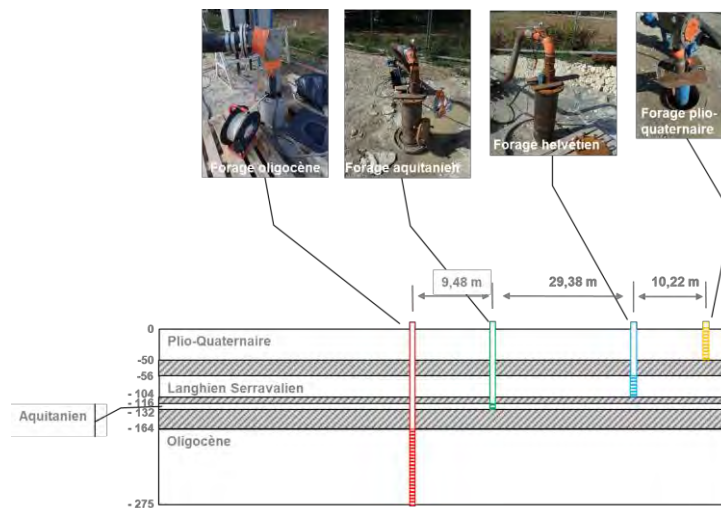 Forage oligocène
Forage aquitanien
Forage helvétien
Forage plio-
quaternaire
9,48 m
29,38 m
10,22 m
0
Plio-Quaternaire
-50
-56
Langhien Serravalien
-104
-116
Aquitanien
-132
-164
Oligocène
- 275